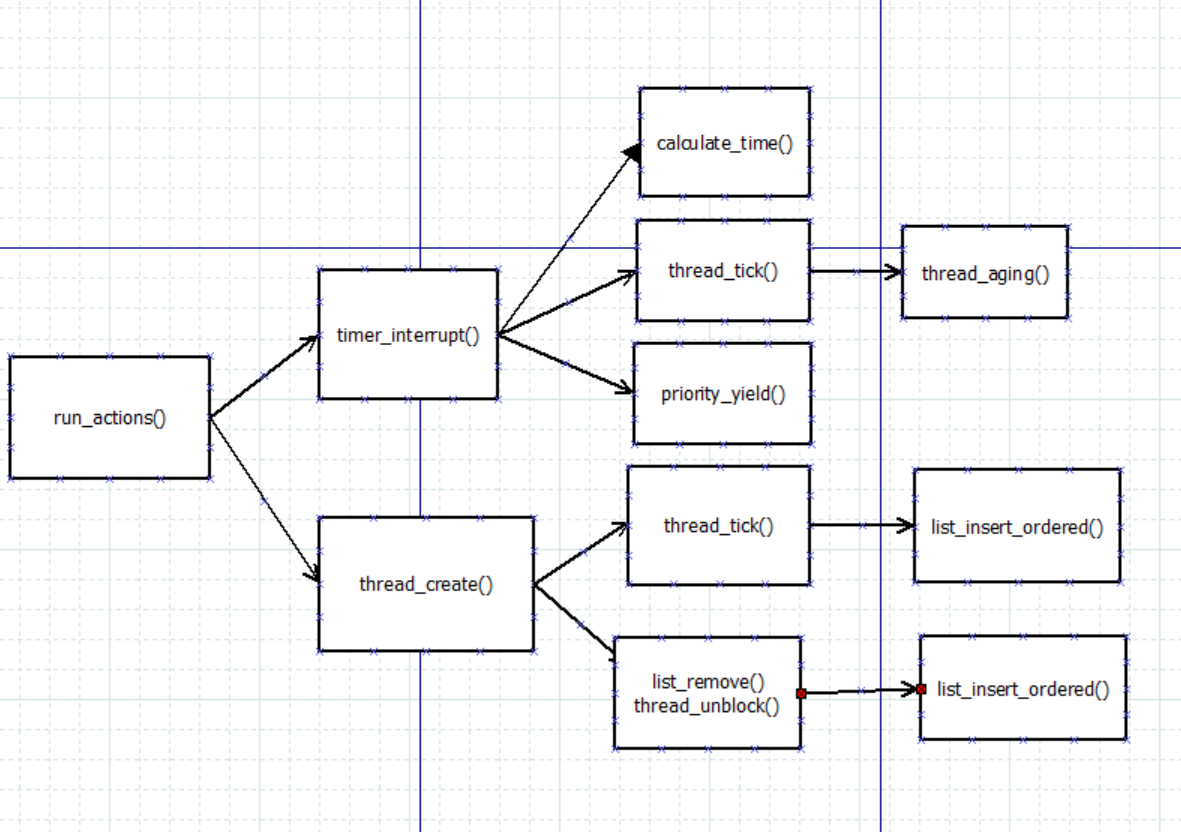 calculate_time()
thread_tick()
thread_aging()
timer_interrupt()
priority_yield()
run_actions()
thread_tick()
list_insert_ordered()
thread_create()
list_remove()
thread_unblock()
list_insert_ordered()